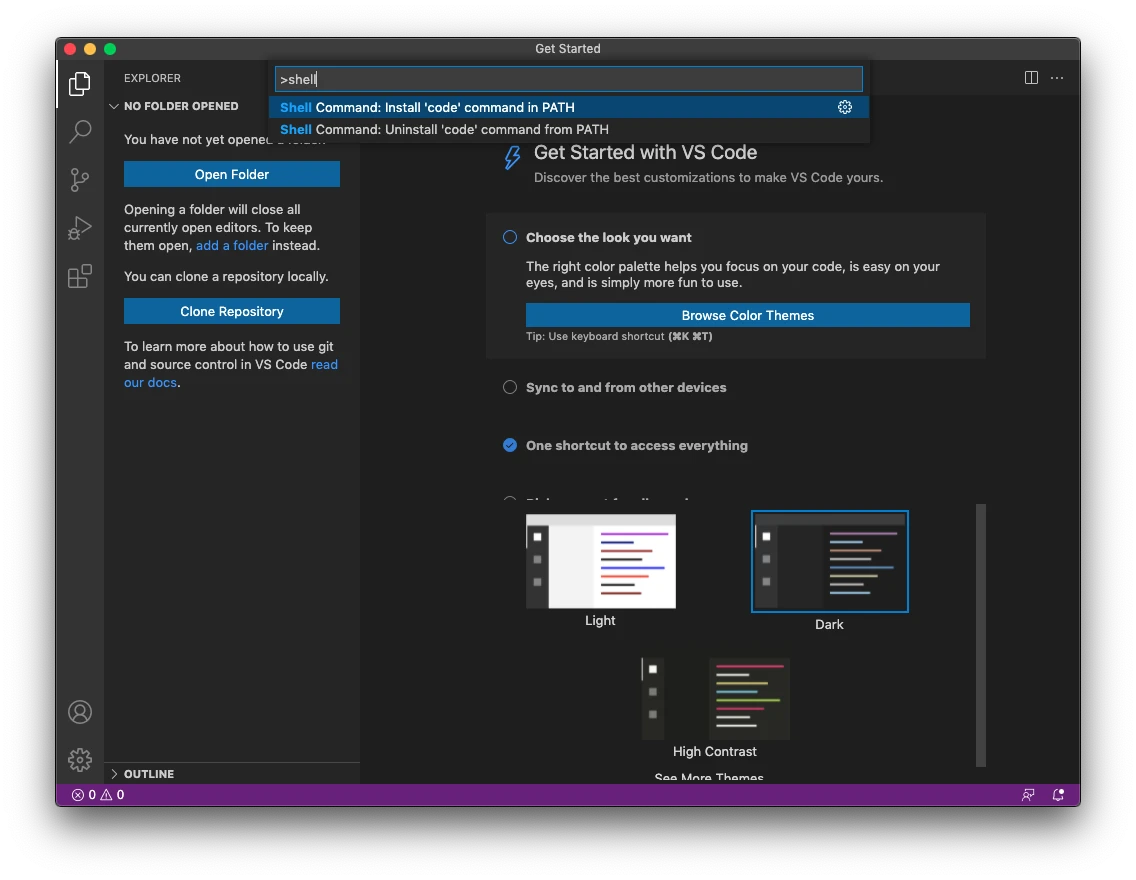 Get Started
>shell
Shell Command: Install 'code' command in PATH
Shell Command: Uninstall 'code' command from PATH
EXPLORER
NO FOLDER OPENED
You have not yet opened
Open Folder
Opening a folder will close all
currently open editors. To keep
them open, add a folder instead.
You can clone a repository locally.
Clone Repository
To learn more about how to use git
and source control in VS Code read
our docs.
OUTLINE
0 0
Get Started with VS Code
Discover the best customizations to make VS Code yours.
Choose the look you want
The right color palette helps you focus on your code, is easy on your
eyes, and is simply more fun to use.
Browse Color Themes
Tip: Use keyboard shortcut (⌘K ⌘T)
Sync to and from other devices
One shortcut to access everything
Light
Dark
High Contrast
See More Themes